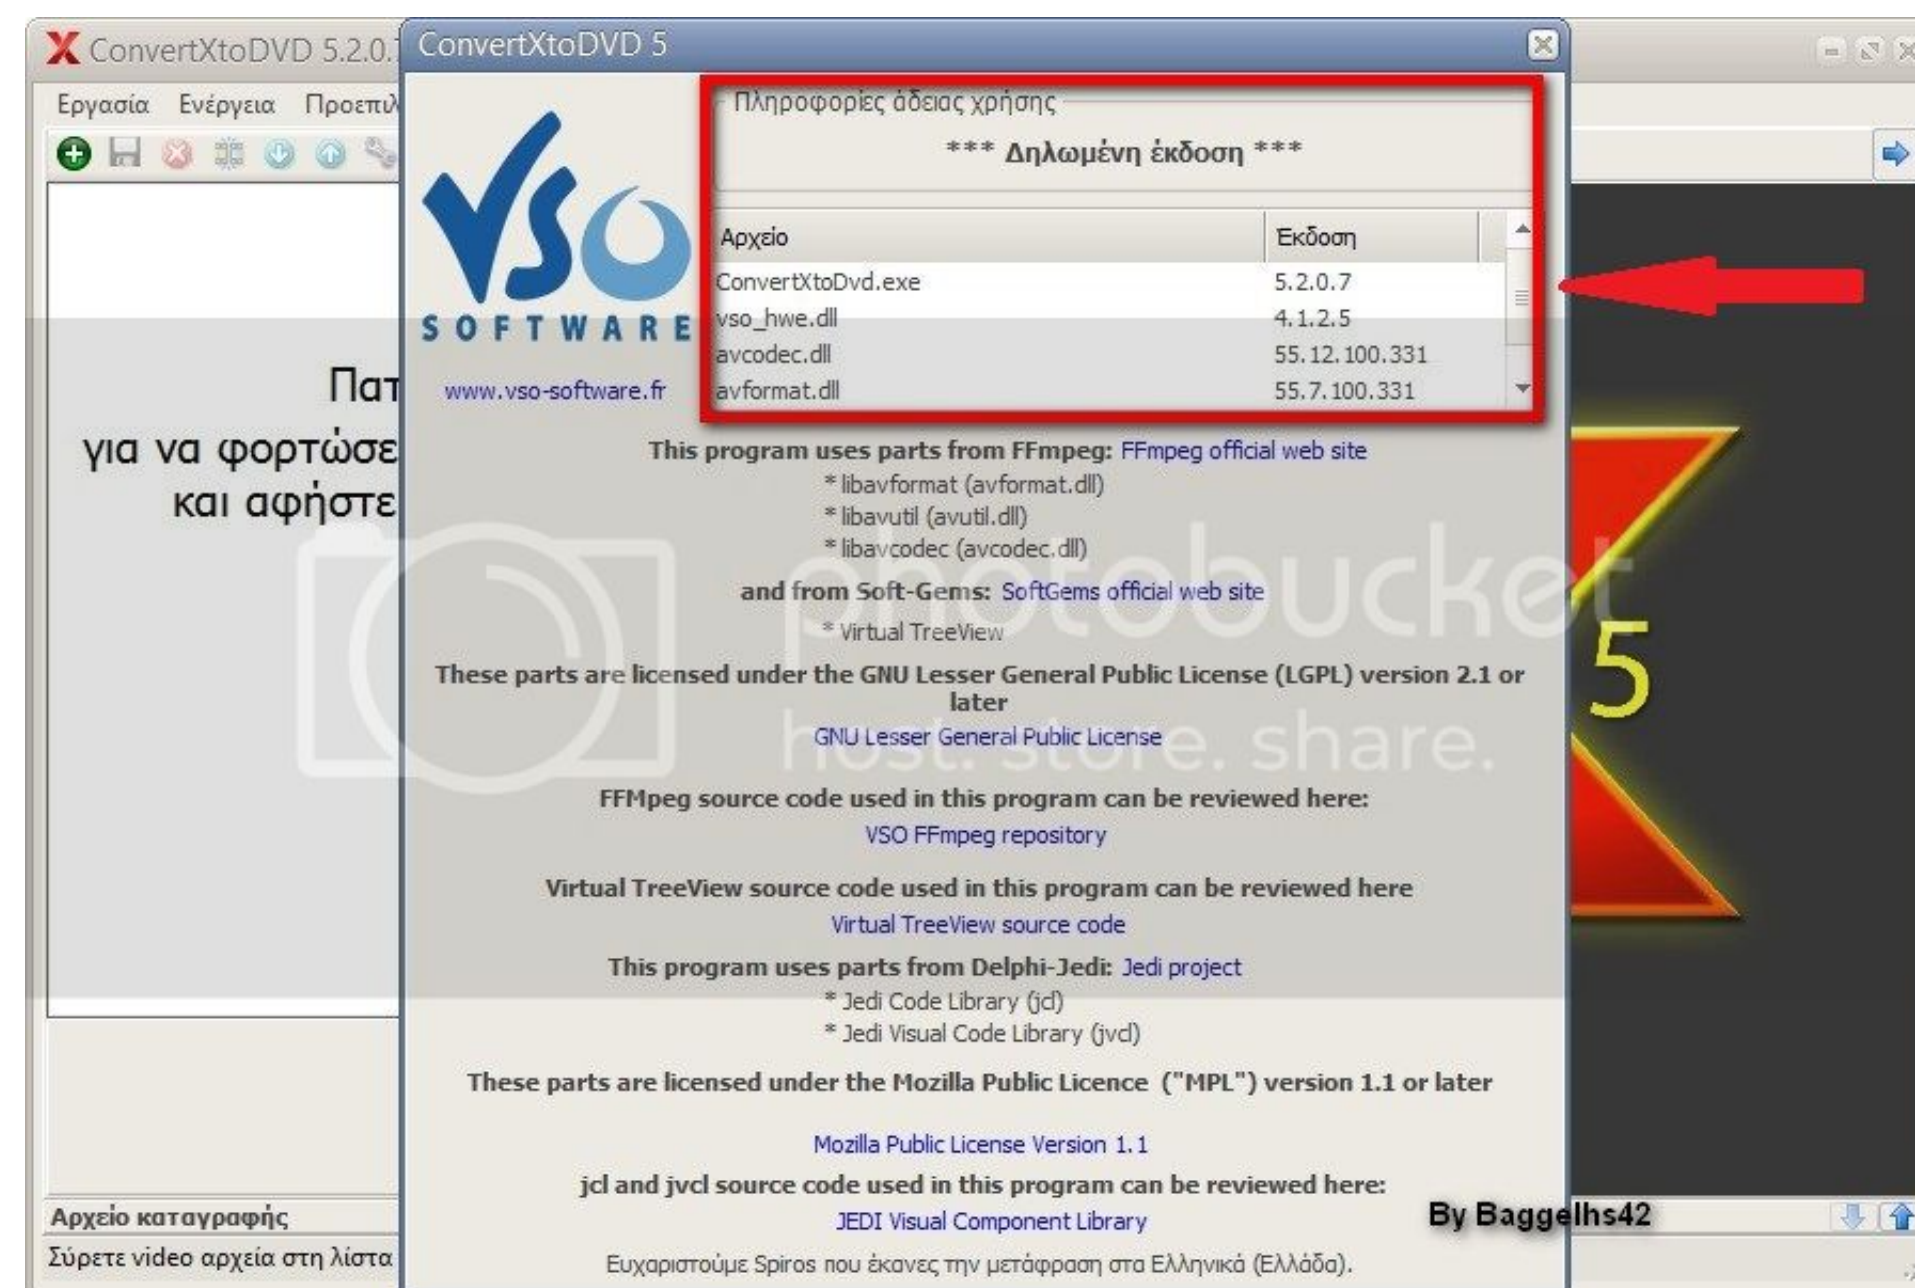 ConvertXtoDVD 5.2.0.
ConvertXtoDVD 5
Εργασία Ενέργεια Προεπιλ
Πληροφορίες άδειας χρήσης
*** Δηλωμένη έκδοση ***
Αρχείο Έκδοση
ConvertXtoDvd.exe 5.2.0.7
vso_hwe.dll 4.1.2.5
avcodec.dll 55.12.100.331
avformat.dll 55.7.100.331
VSO
SOFTWARE
www.vso-software.fr
Πατ
για να φορτώσε
και αφήστε
This program uses parts from FFmpeg: FFmpeg official web site
* libavformat (avformat.dll)
* libavutil (avutil.dll)
* libavcodec (avcodec.dll)
and from Soft-Gems: SoftGems official web site
* Virtual TreeView
These parts are licensed under the GNU Lesser General Public License (LGPL) version 2.1 or
later
GNU Lesser General Public License
FFMpeg source code used in this program can be reviewed here:
VSO FFmpeg repository
Virtual TreeView source code used in this program can be reviewed here
Virtual TreeView source code
This program uses parts from Delphi-Jedi: Jedi project
* Jedi Code Library (jcl)
* Jedi Visual Code Library (jvcl)
These parts are licensed under the Mozilla Public Licence ("MPL") version 1.1 or later
Mozilla Public License Version 1.1
jcl and jvcl source code used in this program can be reviewed here:
JEDI Visual Component Library
Ευχαριστούμε Spiros που έκανες την μετάφραση στα Ελληνικά (Ελλάδα).
5
photobucket
host. store. share.
By Baggelhs42
Αρχείο καταγραφής
Σύρετε video αρχεία στη λίστα